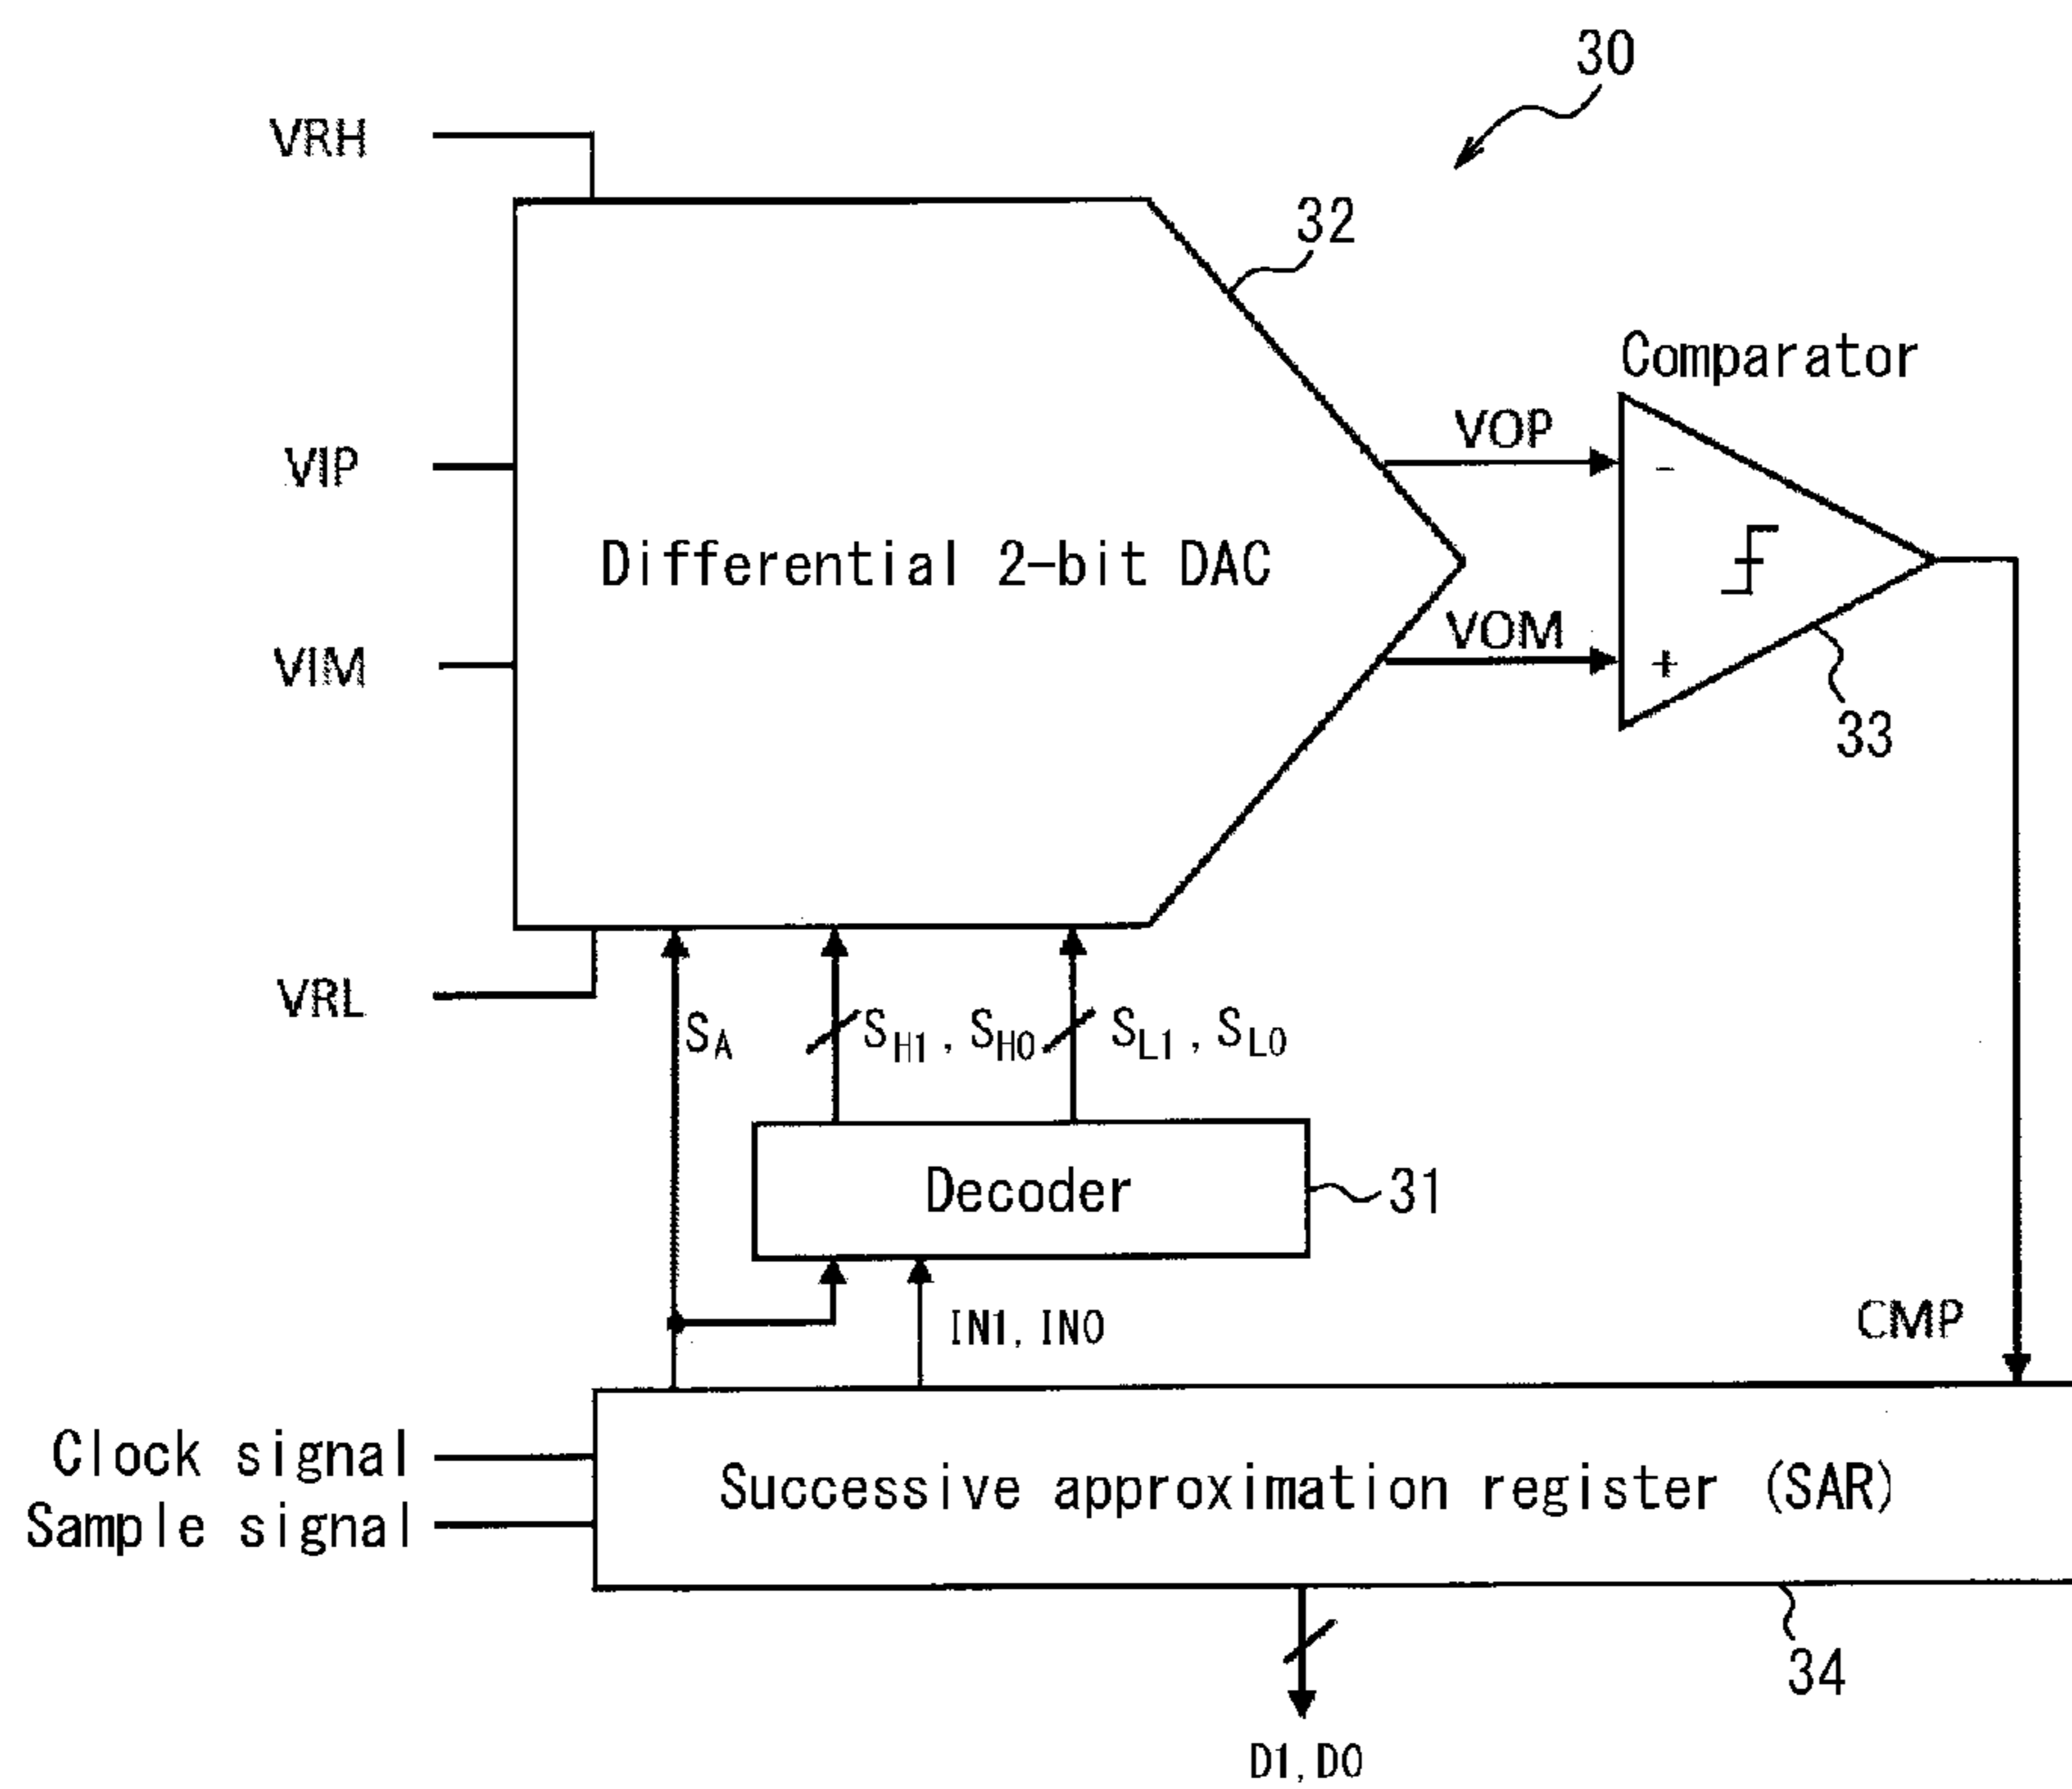 30
VRH
32
Comparator
VOP
-
VIP
Differential 2-bit DAC
VOM
VIM
+
33
VRL
SA
SH1, SH0
SL1, SL0
Decoder
31
IN1, IN0
CMP
Clock signal
Successive approximation register (SAR)
Sample signal
34
D1, D0